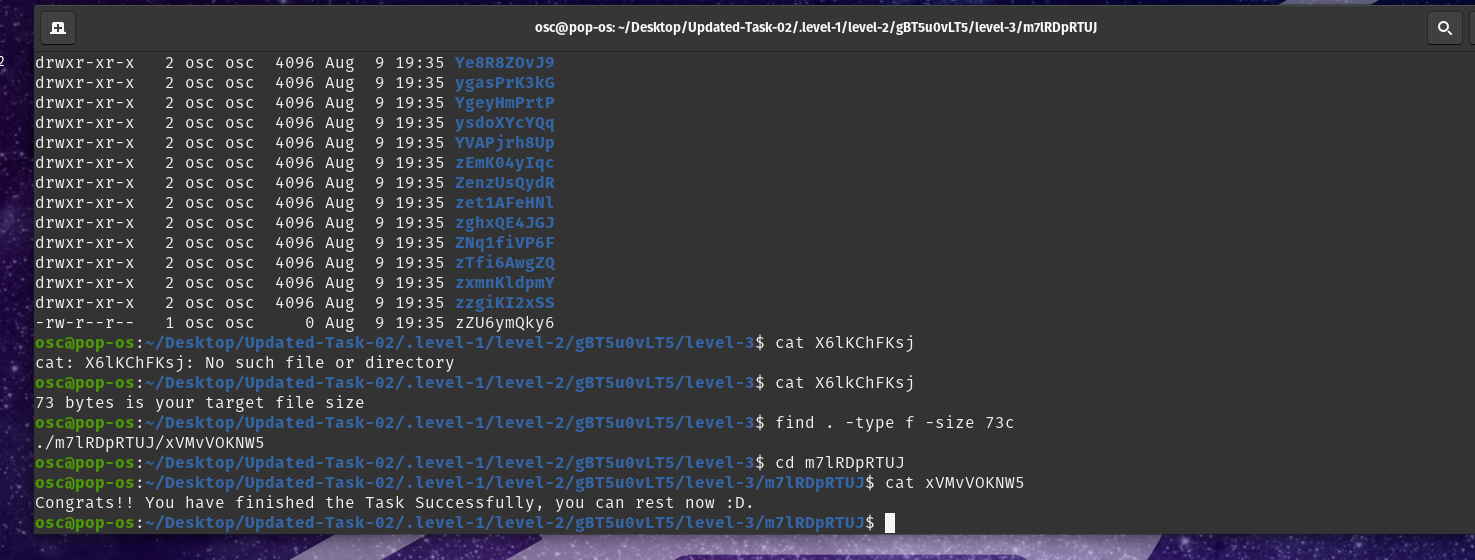 osc@pop-os: ~/Desktop/Updated-Task-02/.level-1/level-2/gBT5u0vLT5/level-3/m7lRDpRTUJ
2
drwxr-xr-x   2 osc osc  4096 Aug  9 19:35 Ye8R8ZOvJ9
drwxr-xr-x   2 osc osc  4096 Aug  9 19:35 ygasPrK3kG
drwxr-xr-x   2 osc osc  4096 Aug  9 19:35 YgeyHmPrtP
drwxr-xr-x   2 osc osc  4096 Aug  9 19:35 ysdoXYcYQq
drwxr-xr-x   2 osc osc  4096 Aug  9 19:35 YVAPjrh8Up
drwxr-xr-x   2 osc osc  4096 Aug  9 19:35 zEmK04yIqc
drwxr-xr-x   2 osc osc  4096 Aug  9 19:35 ZenzUsQydR
drwxr-xr-x   2 osc osc  4096 Aug  9 19:35 zet1AFeHNl
drwxr-xr-x   2 osc osc  4096 Aug  9 19:35 zghxQE4JGJ
drwxr-xr-x   2 osc osc  4096 Aug  9 19:35 ZNq1fiVP6F
drwxr-xr-x   2 osc osc  4096 Aug  9 19:35 zTfi6AwgZQ
drwxr-xr-x   2 osc osc  4096 Aug  9 19:35 zxmnKldpmY
drwxr-xr-x   2 osc osc  4096 Aug  9 19:35 zzgiKI2xSS
-rw-r--r--   1 osc osc     0 Aug  9 19:35 zZU6ymQky6
osc@pop-os:~/Desktop/Updated-Task-02/.level-1/level-2/gBT5u0vLT5/level-3$ cat X6lKChFKsj
cat: X6lKChFKsj: No such file or directory
osc@pop-os:~/Desktop/Updated-Task-02/.level-1/level-2/gBT5u0vLT5/level-3$ cat X6lkChFKsj
73 bytes is your target file size
osc@pop-os:~/Desktop/Updated-Task-02/.level-1/level-2/gBT5u0vLT5/level-3$ find . -type f -size 73c
./m7lRDpRTUJ/xVMvVOKNW5
osc@pop-os:~/Desktop/Updated-Task-02/.level-1/level-2/gBT5u0vLT5/level-3$ cd m7lRDpRTUJ
osc@pop-os:~/Desktop/Updated-Task-02/.level-1/level-2/gBT5u0vLT5/level-3/m7lRDpRTUJ$ cat xVMvVOKNW5
Congrats!! You have finished the Task Successfully, you can rest now :D.
osc@pop-os:~/Desktop/Updated-Task-02/.level-1/level-2/gBT5u0vLT5/level-3/m7lRDpRTUJ$